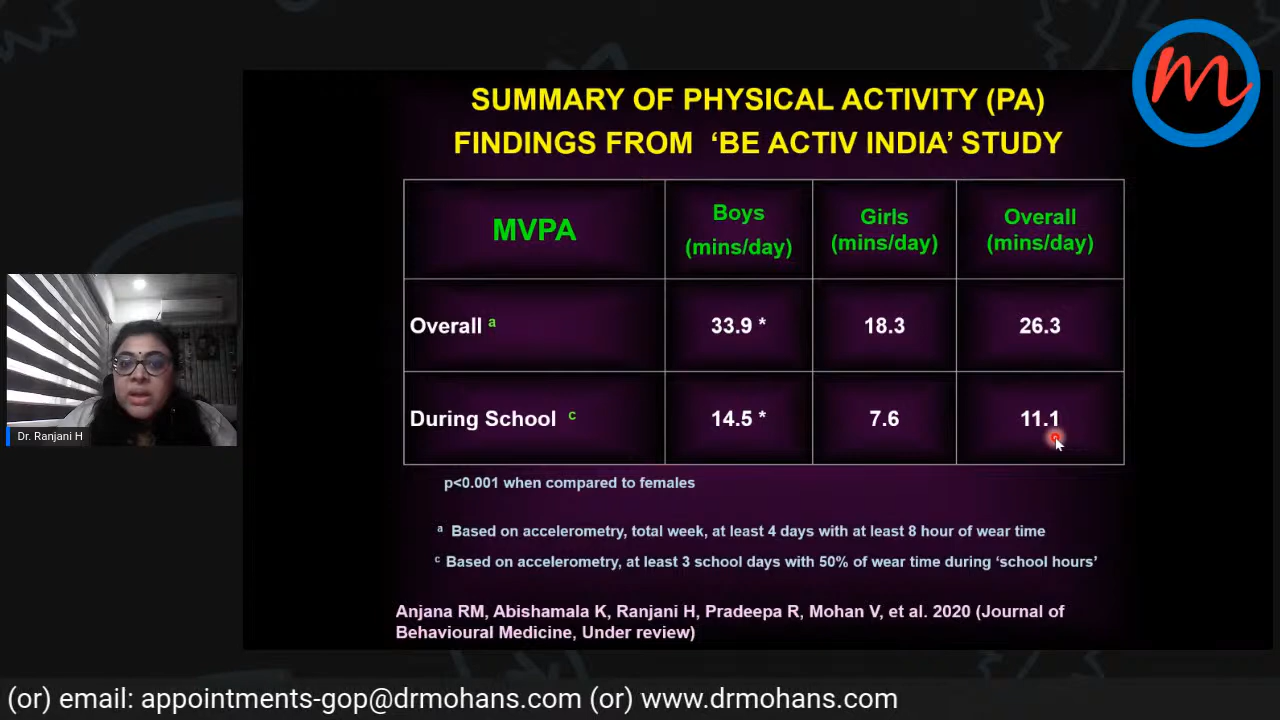 m
SUMMARY OF PHYSICAL ACTIVITY (PA)
FINDINGS FROM ‘BE ACTIV INDIA’ STUDY
MVPA
Boys
(mins/day)
Girls
(mins/day)
Overall
(mins/day)
Overall a
33.9 *
18.3
26.3
During School c
14.5 *
7.6
11.1
p<0.001 when compared to females
a Based on accelerometry, total week, at least 4 days with at least 8 hour of wear time
c Based on accelerometry, at least 3 school days with 50% of wear time during ‘school hours’
Anjana RM, Abishamala K, Ranjani H, Pradeepa R, Mohan V, et al. 2020 (Journal of
Behavioural Medicine, Under review)
Dr. Ranjani H
(or) email: appointments-gop@drmohans.com (or) www.drmohans.com